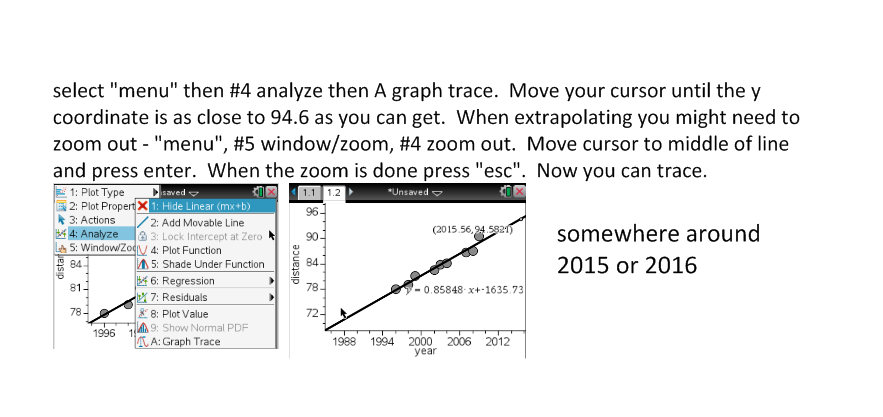 select "menu" then #4 analyze then A graph trace.  Move your cursor until the y
coordinate is as close to 94.6 as you can get.  When extrapolating you might need to
zoom out - "menu", #5 window/zoom, #4 zoom out.  Move cursor to middle of line
and press enter.  When the zoom is done press "esc".  Now you can trace.
1: Plot Type
2: Plot Propert
3: Actions
4: Analyze
5: Window/Zoo
saved
1: Hide Linear (mx+b)
2: Add Movable Line
3: Lock Intercept at Zero
4: Plot Function
5: Shade Under Function
6: Regression
7: Residuals
8: Plot Value
9: Show Normal PDF
A: Graph Trace
distar
84
81
78
1996
1.1 1.2 *Unsaved
96
90
84
78
72
distance
(2015.56,94.5821)
y = 0.85848· x+-1635.73
1988 1994 2000 2006 2012
year
somewhere around
2015 or 2016